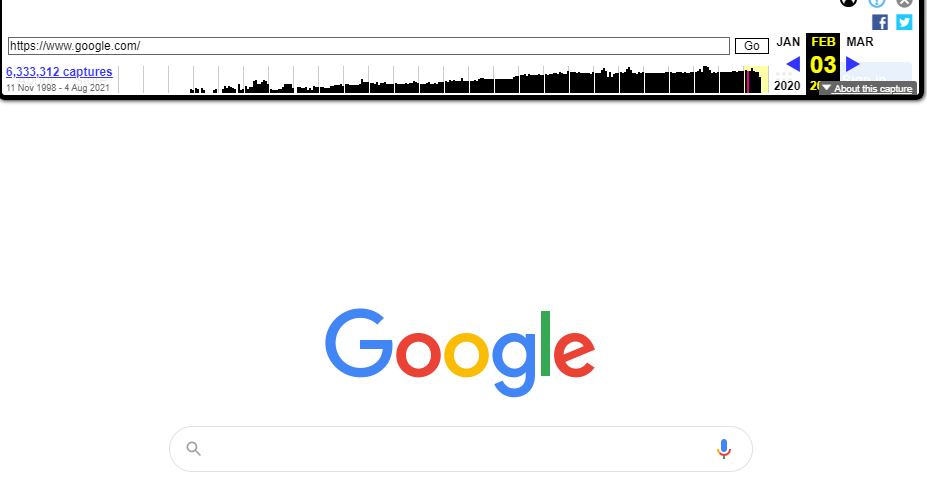 https://www.google.com/
Go
JAN
FEB
MAR
6,333,312 captures
03
11 Nov 1998 - 4 Aug 2021
2020
About this capture
Google